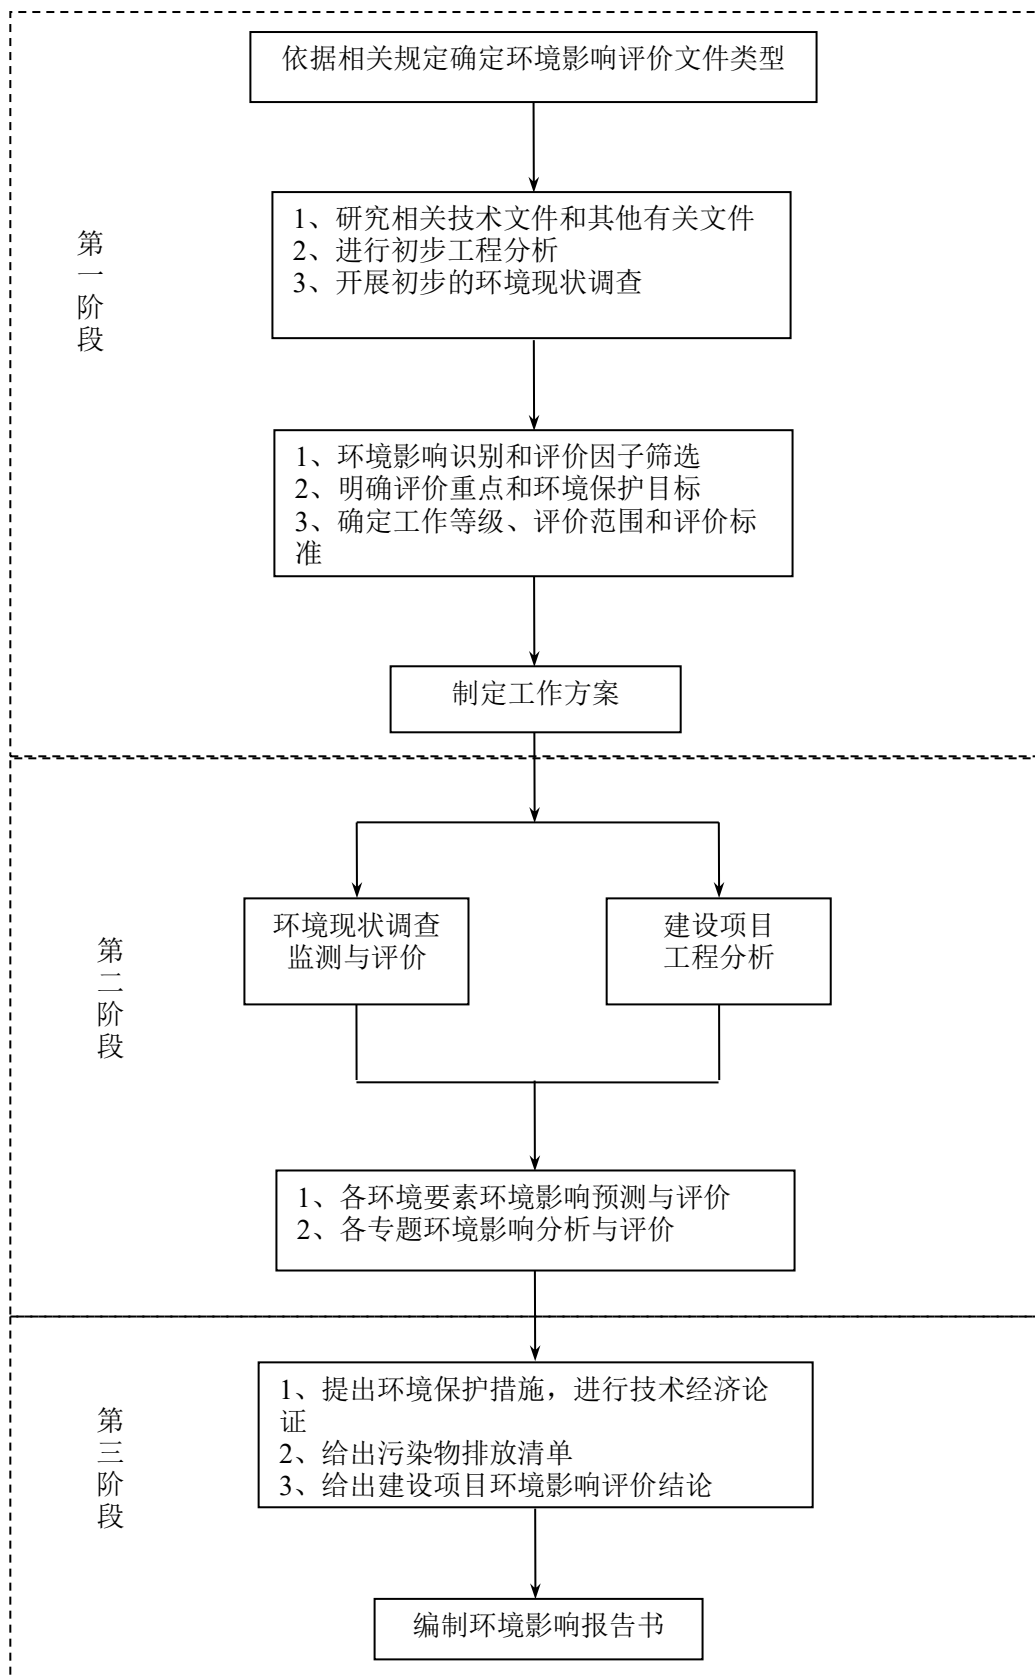 依据相关规定确定环境影响评价文件类型
第一阶段
1、研究相关技术文件和其他有关文件
2、进行初步工程分析
3、开展初步的环境现状调查
1、环境影响识别和评价因子筛选
2、明确评价重点和环境保护目标
3、确定工作等级、评价范围和评价标
准
制定工作方案
第二阶段
环境现状调查
监测与评价
建设项目
工程分析
1、各环境要素环境影响预测与评价
2、各专题环境影响分析与评价
第三阶段
1、提出环境保护措施，进行技术经济论
证
2、给出污染物排放清单
3、给出建设项目环境影响评价结论
编制环境影响报告书